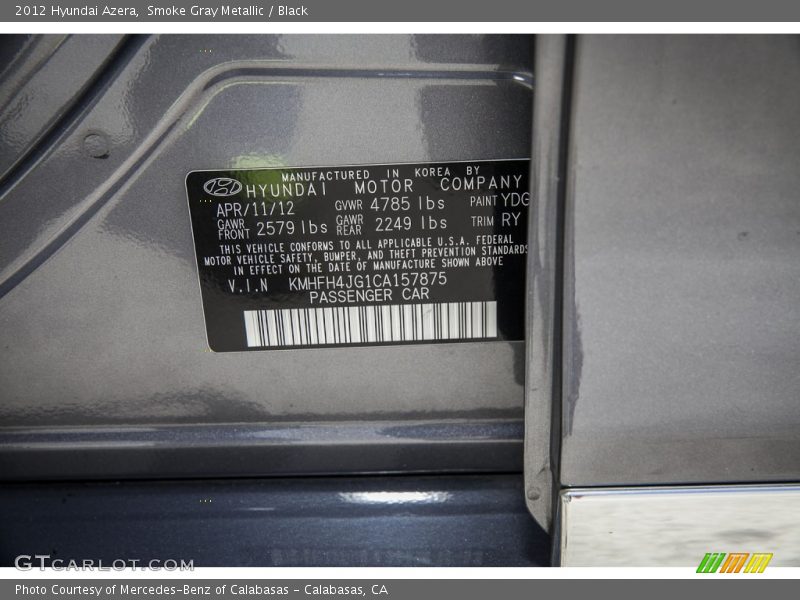 2012 Hyundai Azera, Smoke Gray Metallic / Black
MANUFACTURED IN KOREA BY
HYUNDAI MOTOR COMPANY
APR/11/12 GVWR 4785 lbs PAINT YDG
GAWR FRONT 2579 lbs GAWR REAR 2249 lbs TRIM RY
THIS VEHICLE CONFORMS TO ALL APPLICABLE U.S.A. FEDERAL
MOTOR VEHICLE SAFETY, BUMPER, AND THEFT PREVENTION STANDARDS
IN EFFECT ON THE DATE OF MANUFACTURE SHOWN ABOVE
V.I.N KMHFH4JG1CA157875
PASSENGER CAR
GTCARLOT.COM
Photo Courtesy of Mercedes-Benz of Calabasas - Calabasas, CA